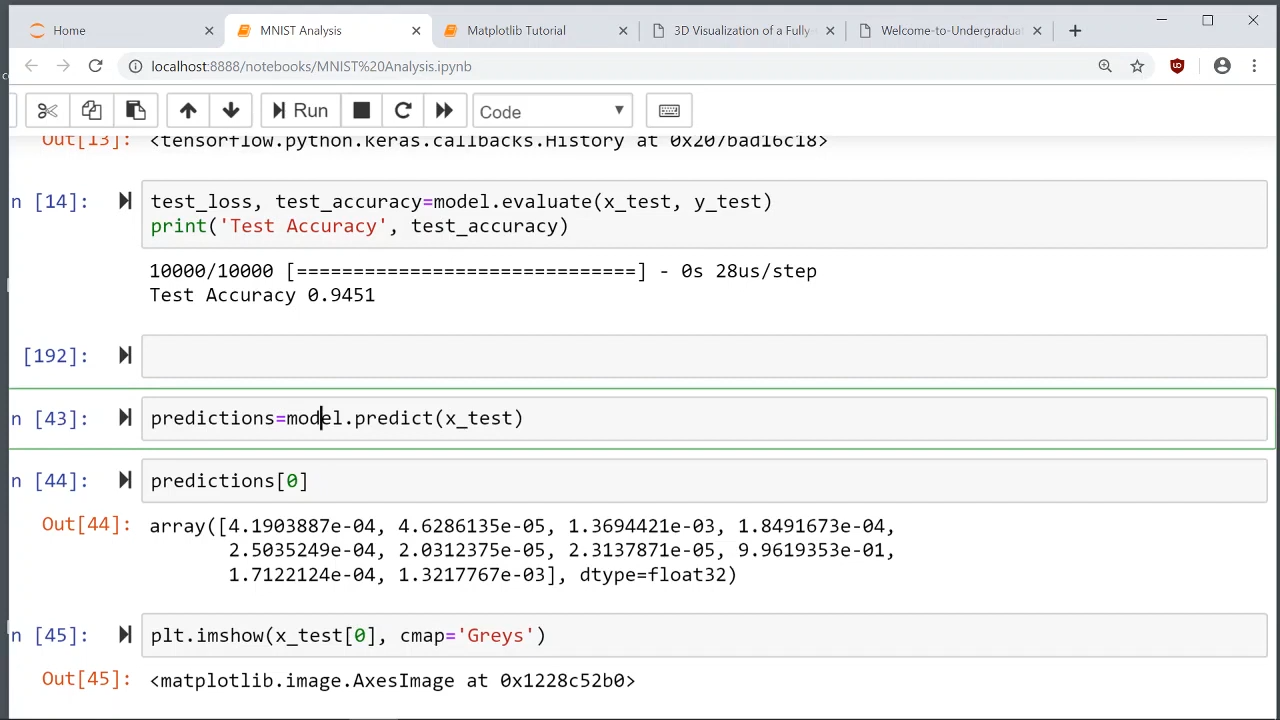 Home
MNIST Analysis
Matplotlib Tutorial
3D Visualization of a Fully
Welcome-to-Undergradua
localhost:8888/notebooks/MNIST%20Analysis.ipynb
Run
Code
Out[13]: <tensorflow.python.keras.callbacks.History at 0x207bad16c18>
n [14]: test_loss, test_accuracy=model.evaluate(x_test, y_test)
print('Test Accuracy', test_accuracy)
10000/10000 [==============================] - 0s 28us/step
Test Accuracy 0.9451
[192]:
n [43]: predictions=model.predict(x_test)
n [44]: predictions[0]
Out[44]: array([4.1903887e-04, 4.6286135e-05, 1.3694421e-03, 1.8491673e-04,
2.5035249e-04, 2.0312375e-05, 2.3137871e-05, 9.9619353e-01,
1.7122124e-04, 1.3217767e-03], dtype=float32)
n [45]: plt.imshow(x_test[0], cmap='Greys')
Out[45]: <matplotlib.image.AxesImage at 0x1228c52b0>